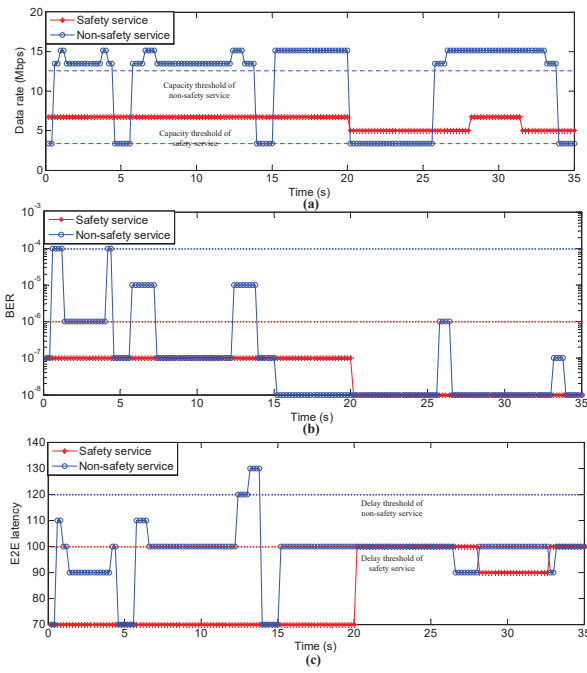 Safety service
Non-safety service
20
15
10
5
0
Data rate (Mbps)
Capacity threshold of
non-safety service
Capacity threshold of
safety service
0 5 10 15 20 25 30 35
Time (s)
(a)
Safety service
Non-safety service
10-3
10-4
10-5
10-6
10-7
10-8
BER
0 5 10 15 20 25 30 35
Time (s)
(b)
Safety service
Non-safety service
140
130
120
110
100
90
80
70
E2E latency
Delay threshold of
non-safety service
Delay threshold of
safety service
0 5 10 15 20 25 30 35
Time (s)
(c)